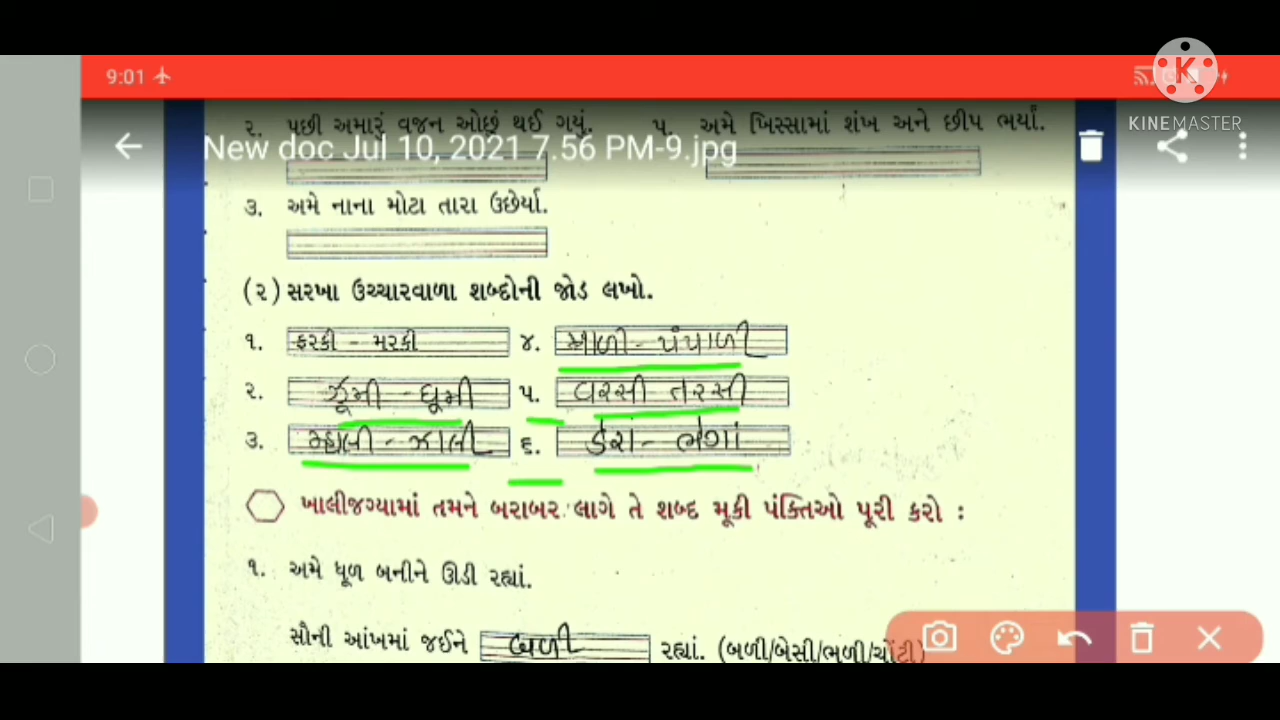 9:01
KINEMASTER
૨. પછી અમારું વજન ઓછું થઈ ગયું. ૫. અમે ખિસ્સામાં શંખ અને છીપ ભર્યાં.
New doc Jul 10, 2021 7.56 PM-9.jpg
૩. અમે નાના મોટા તારા ઉછેર્યા.
(૨) સરખા ઉચ્ચારવાળા શબ્દોની જોડ લખો.
૧. ફરકી - મરકી ૪. માળી - પંપાળી
૨. ઝૂમી - ઘૂમી ૫. વરસી તરસી
૩. મ્હાલી - ઝાલી ૬. - ભેગાં
ખાલીજગ્યામાં તમને બરાબર લાગે તે શબ્દ મૂકી પંક્તિઓ પૂરી કરો :
૧. અમે ધૂળ બનીને ઊડી રહ્યાં.
સૌની આંખમાં જઈને બળી રહ્યાં. (બળી/બેસી/ભળી/ચોંટી)